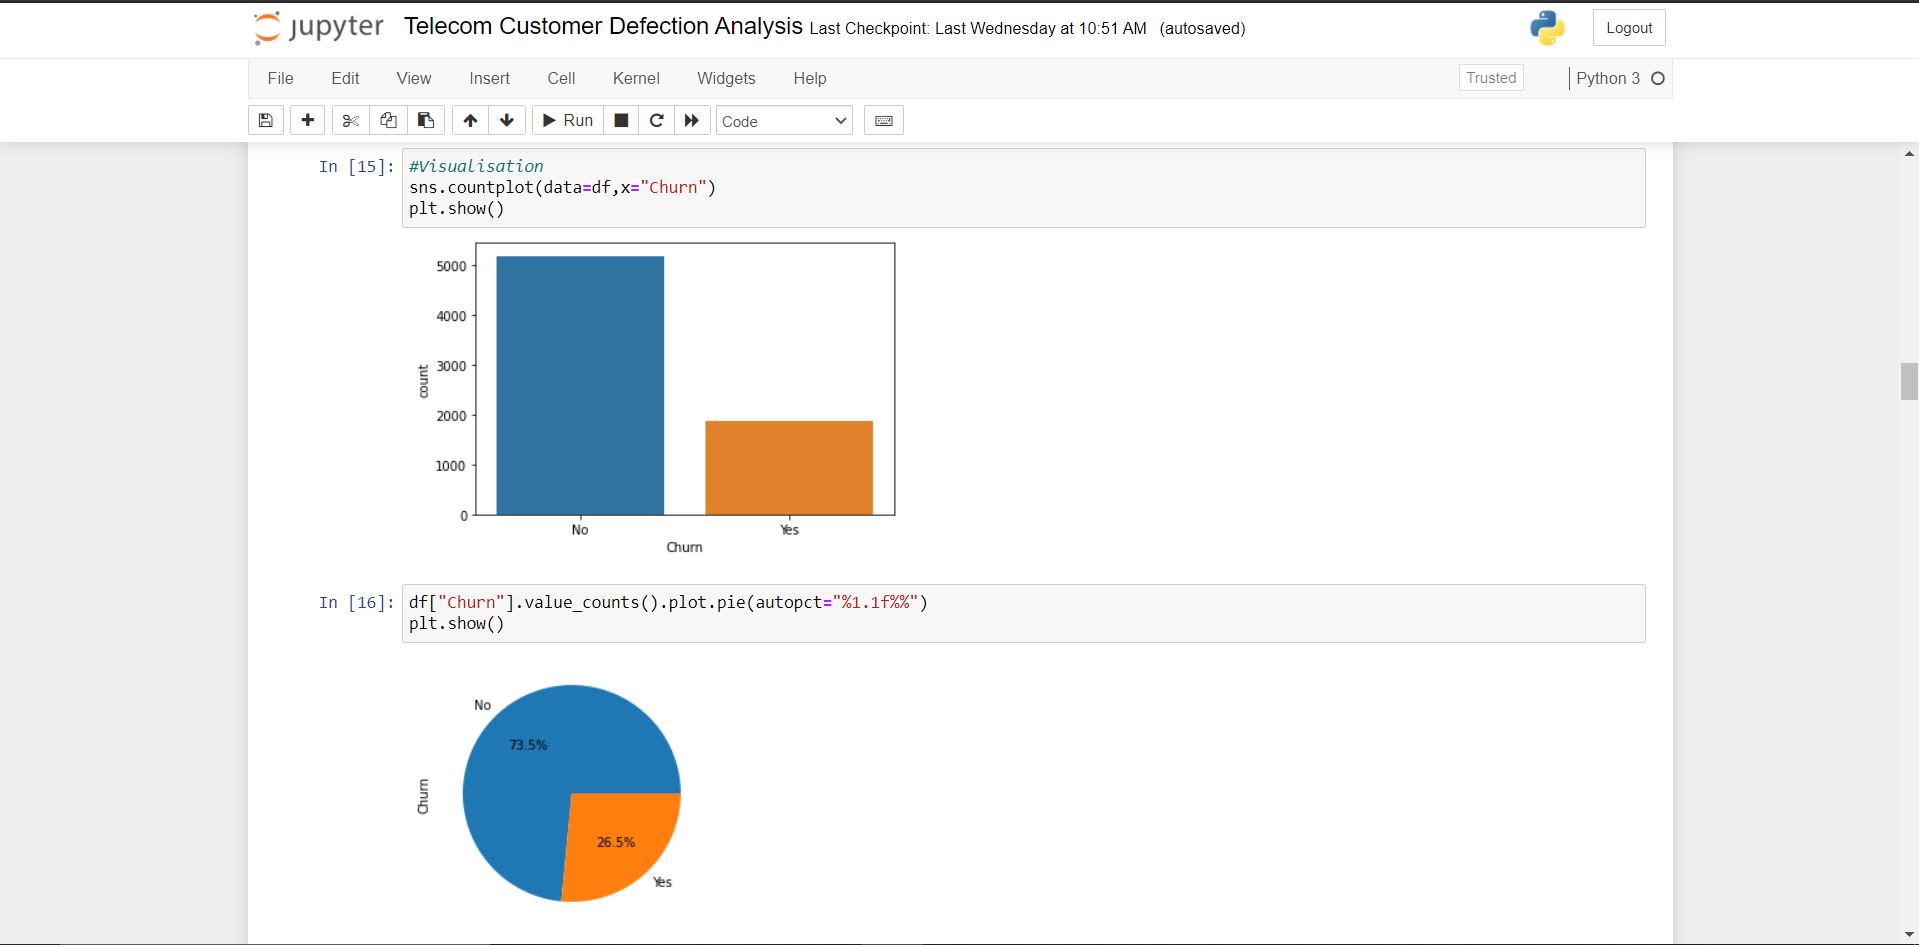 jupyter Telecom Customer Defection Analysis Last Checkpoint: Last Wednesday at 10:51 AM (autosaved) Logout
File Edit View Insert Cell Kernel Widgets Help Trusted Python 3
Run Code
In [15]: #Visualisation
sns.countplot(data=df,x="Churn")
plt.show()
5000
4000
3000
2000
1000
0
count
No Yes
Churn
In [16]: df["Churn"].value_counts().plot.pie(autopct="%1.1f%%")
plt.show()
No
73.5%
Churn
26.5%
Yes